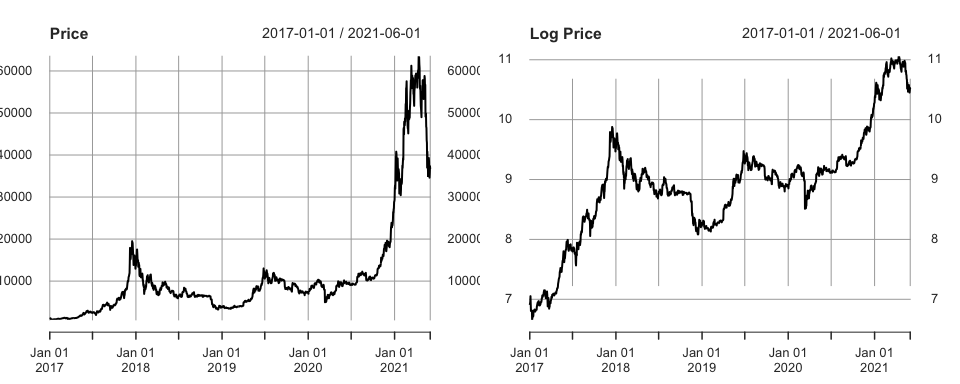 Price 2017-01-01 / 2021-06-01
60000 60000
50000 50000
40000 40000
30000 30000
20000 20000
10000 10000
Jan 01 Jan 01 Jan 01 Jan 01 Jan 01
2017 2018 2019 2020 2021
Log Price 2017-01-01 / 2021-06-01
11 11
10 10
9 9
8 8
7 7
Jan 01 Jan 01 Jan 01 Jan 01 Jan 01
2017 2018 2019 2020 2021